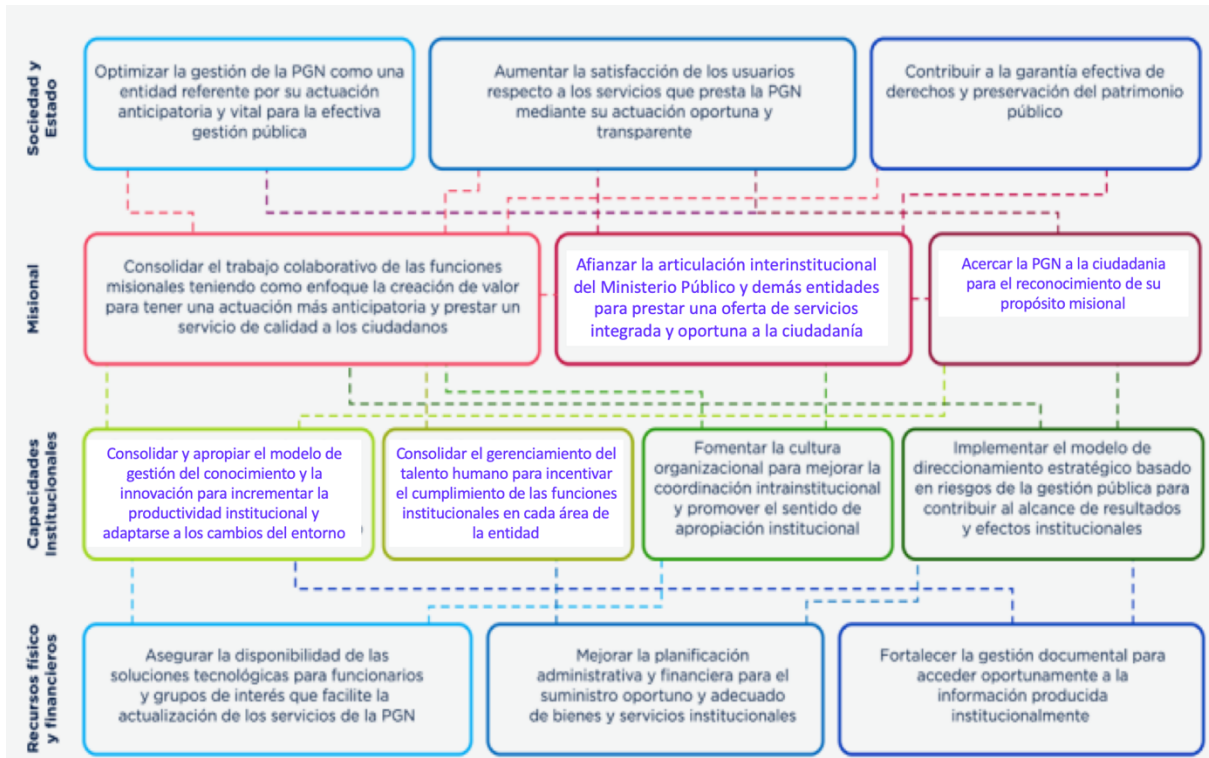 Sociedad y
Estado
Optimizar la gestión de la PGN como una
entidad referente por su actuación
anticipatoria y vital para la efectiva
gestión pública
Aumentar la satisfacción de los usuarios
respecto a los servicios que presta la PGN
mediante su actuación oportuna y
transparente
Contribuir a la garantía efectiva de
derechos y preservación del patrimonio
público
Misional
Consolidar el trabajo colaborativo de las funciones
misionales teniendo como enfoque la creación de valor
para tener una actuación más anticipatoria y prestar un
servicio de calidad a los ciudadanos
Afianzar la articulación interinstitucional
del Ministerio Público y demás entidades
para prestar una oferta de servicios
integrada y oportuna a la ciudadanía
Acercar la PGN a la ciudadania
para el reconocimiento de su
propósito misional
Capacidades
Institucionales
Consolidar y apropiar el modelo de
gestión del conocimiento y la
innovación para incrementar la
productividad institucional y
adaptarse a los cambios del entorno
Consolidar el gerenciamiento del
talento humano para incentivar
el cumplimiento de las funciones
institucionales en cada área de
la entidad
Fomentar la cultura
organizacional para mejorar la
coordinación intrainstitucional
y promover el sentido de
apropiación institucional
Implementar el modelo de
direccionamiento estratégico basado
en riesgos de la gestión pública para
contribuir al alcance de resultados
y efectos institucionales
Recursos físico
y financieros
Asegurar la disponibilidad de las
soluciones tecnológicas para funcionarios
y grupos de interés que facilite la
actualización de los servicios de la PGN
Mejorar la planificación
administrativa y financiera para el
suministro oportuno y adecuado
de bienes y servicios institucionales
Fortalecer la gestión documental para
acceder oportunamente a la
información producida
institucionalmente